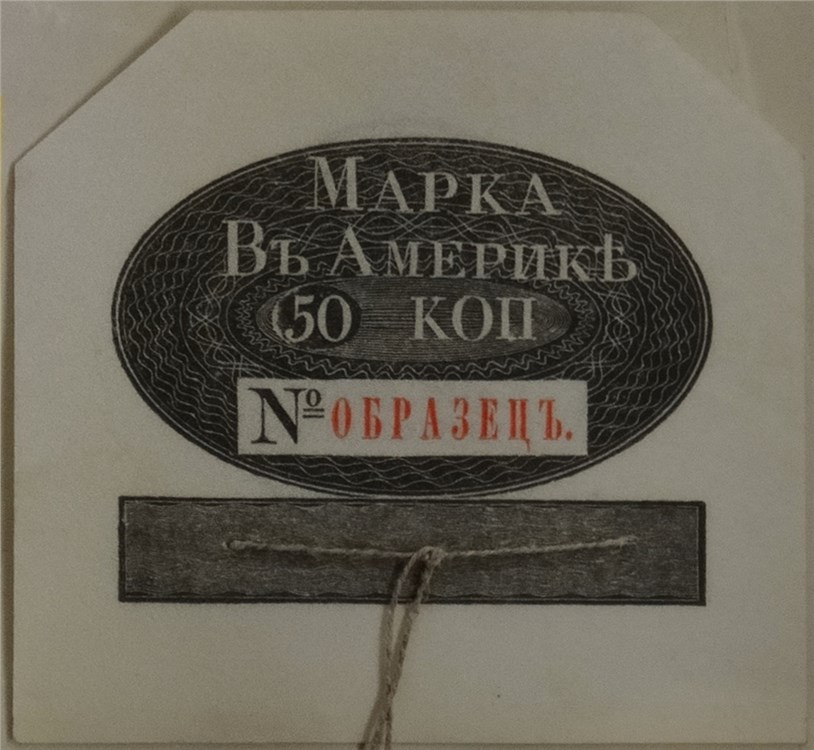 Марка
Въ Америкѣ
50 коп
№ ОБРАЗЕЦЪ.